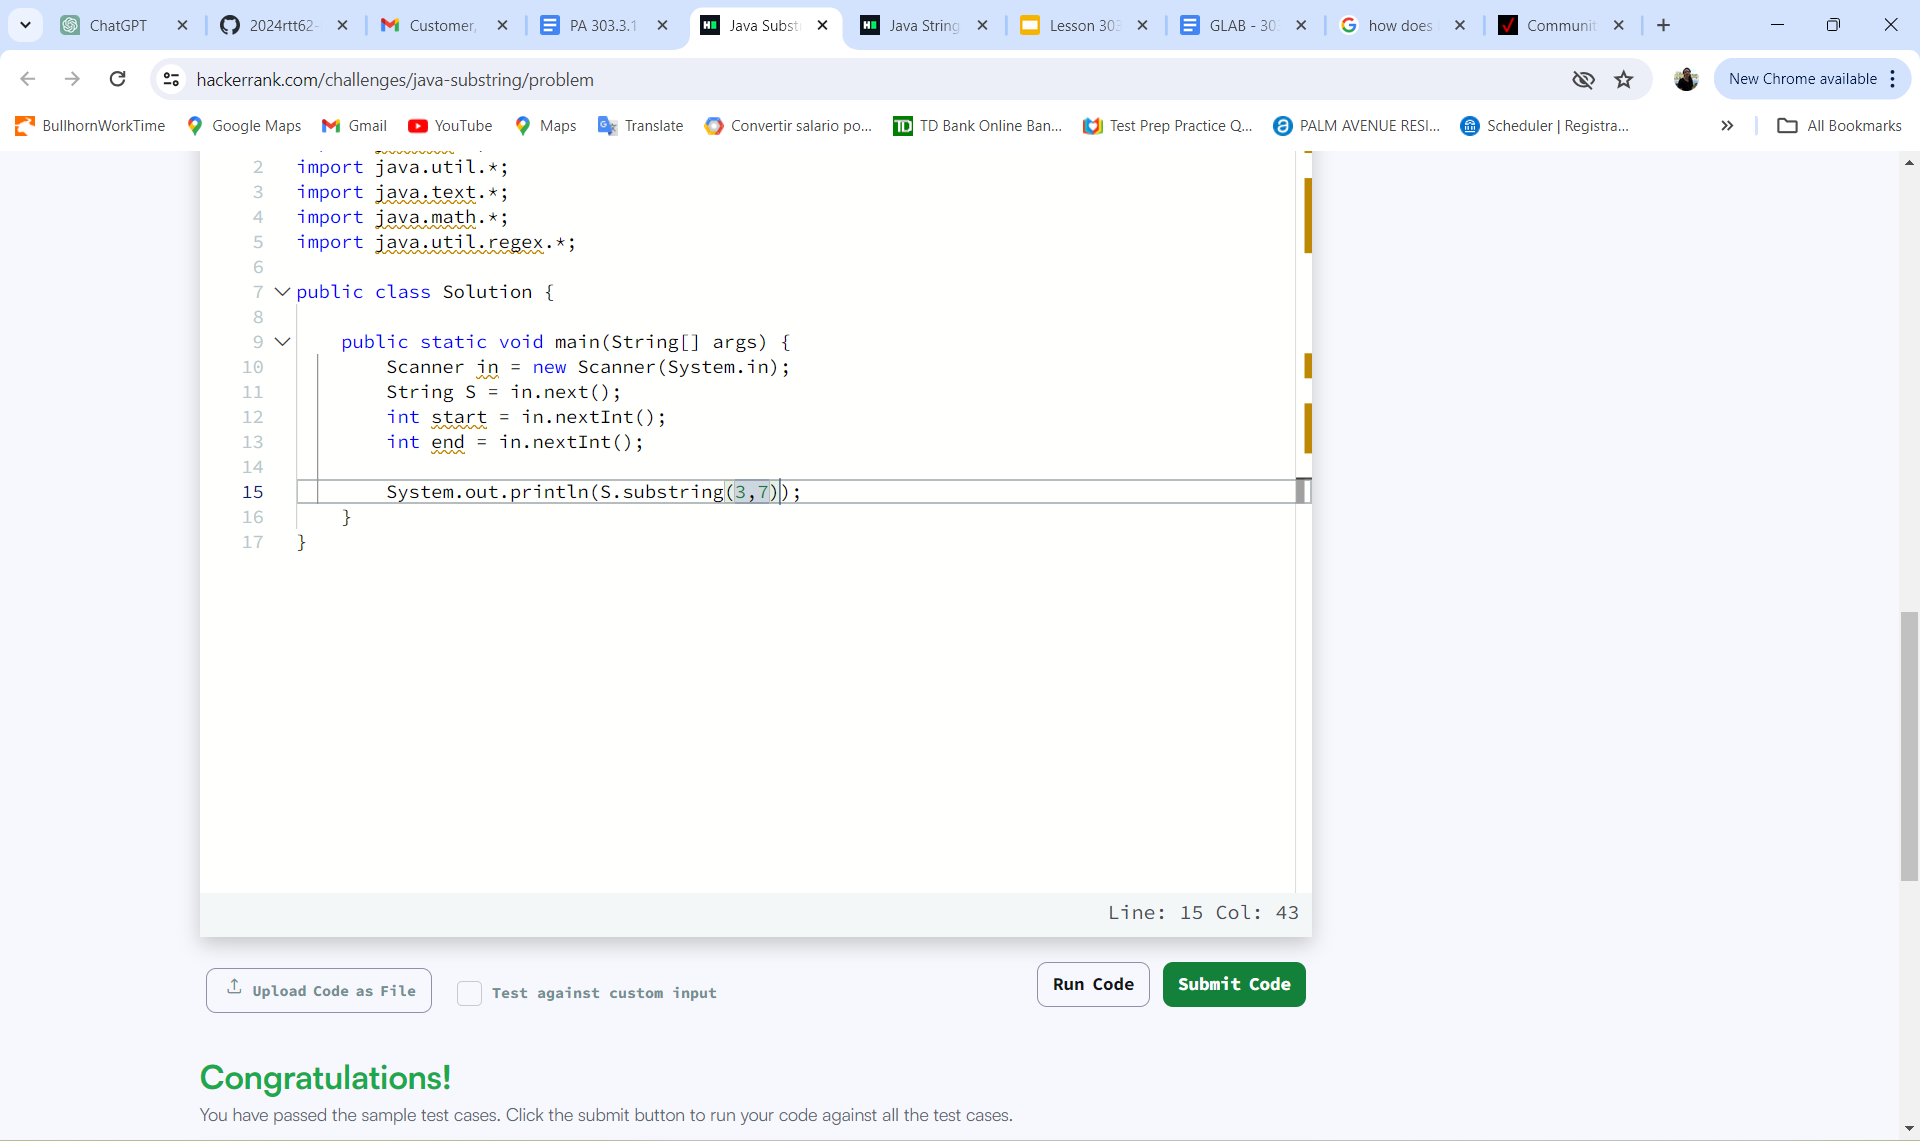 ChatGPT
2024rtt62-
Customer,
PA 303.3.1
Java Subst
Java String
Lesson 303
GLAB - 30
how does
Communit
hackerrank.com/challenges/java-substring/problem
New Chrome available
BullhornWorkTime
Google Maps
Gmail
YouTube
Maps
Translate
Convertir salario po...
TD Bank Online Ban...
Test Prep Practice Q...
PALM AVENUE RESI...
Scheduler | Registra...
All Bookmarks
2 import java.util.*;
3 import java.text.*;
4 import java.math.*;
5 import java.util.regex.*;
6
7 public class Solution {
8
9 public static void main(String[] args) {
10 Scanner in = new Scanner(System.in);
11 String S = in.next();
12 int start = in.nextInt();
13 int end = in.nextInt();
14
15 System.out.println(S.substring(3,7));
16 }
17 }
Line: 15 Col: 43
Upload Code as File
Test against custom input
Run Code
Submit Code
Congratulations!
You have passed the sample test cases. Click the submit button to run your code against all the test cases.